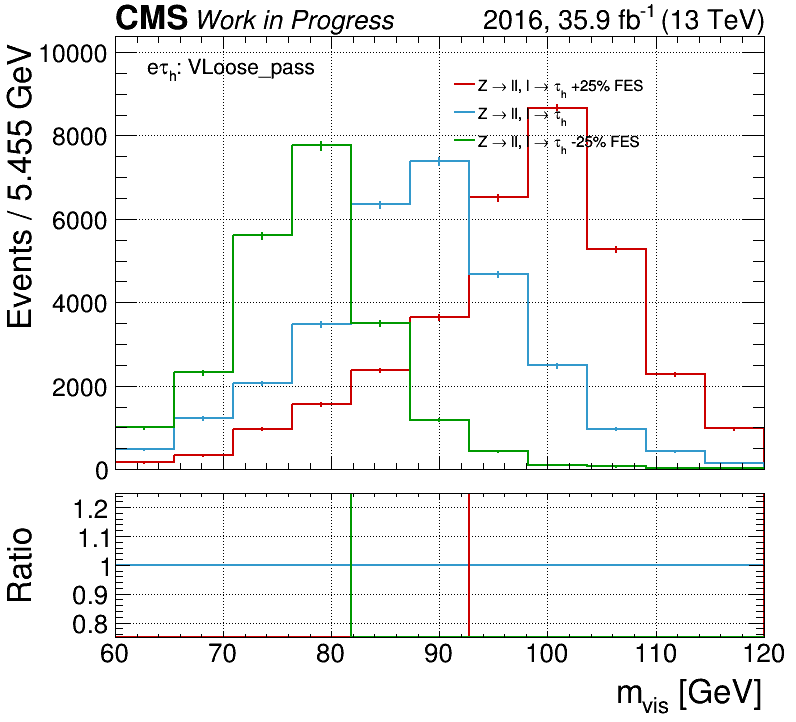 CMS Work in Progress 2016, 35.9 fb-1 (13 TeV)
eτh: VLoose_pass
Z → ll, l → τh +25% FES
Z → ll, l → τh
Z → ll, l → τh -25% FES
Events / 5.455 GeV
10000
8000
6000
4000
2000
0
Ratio
1.2
1.1
1
0.9
0.8
60 70 80 90 100 110 120
mvis [GeV]